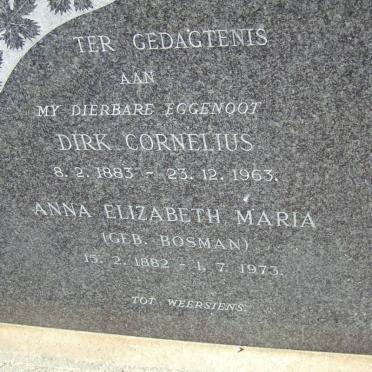 TER GEDAGTENIS
AAN
MY DIERBARE EGGENOOT
DIRK CORNELIUS
8. 2. 1883 - 23. 12. 1963.
ANNA ELIZABETH MARIA
(GEB. BOSMAN)
15. 2. 1882 - 1. 7. 1973.
TOT WEERSIENS.